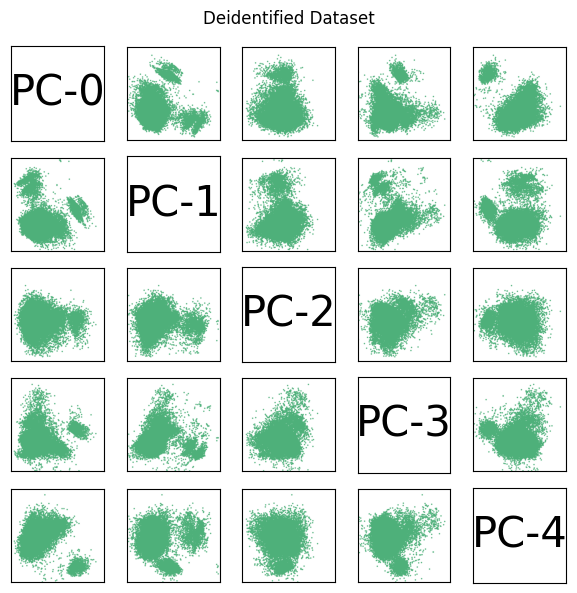 Deidentified Dataset
PC-0
PC-1
PC-2
PC-3
PC-4